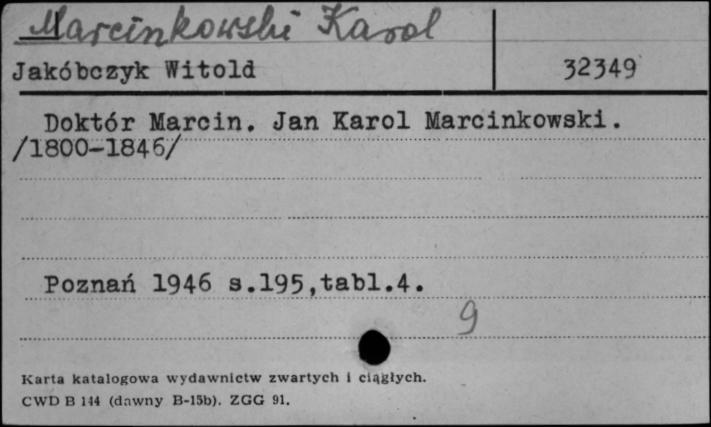 Marcinkowski Karol
Jakóbczyk Witold 32349
Doktór Marcin. Jan Karol Marcinkowski.
/1800-1846/
Poznań 1946 s.195,tabl.4.
9
Karta katalogowa wydawnictw zwartych i ciągłych.
CWD B 144 (dawny B-15b). ZGG 91.